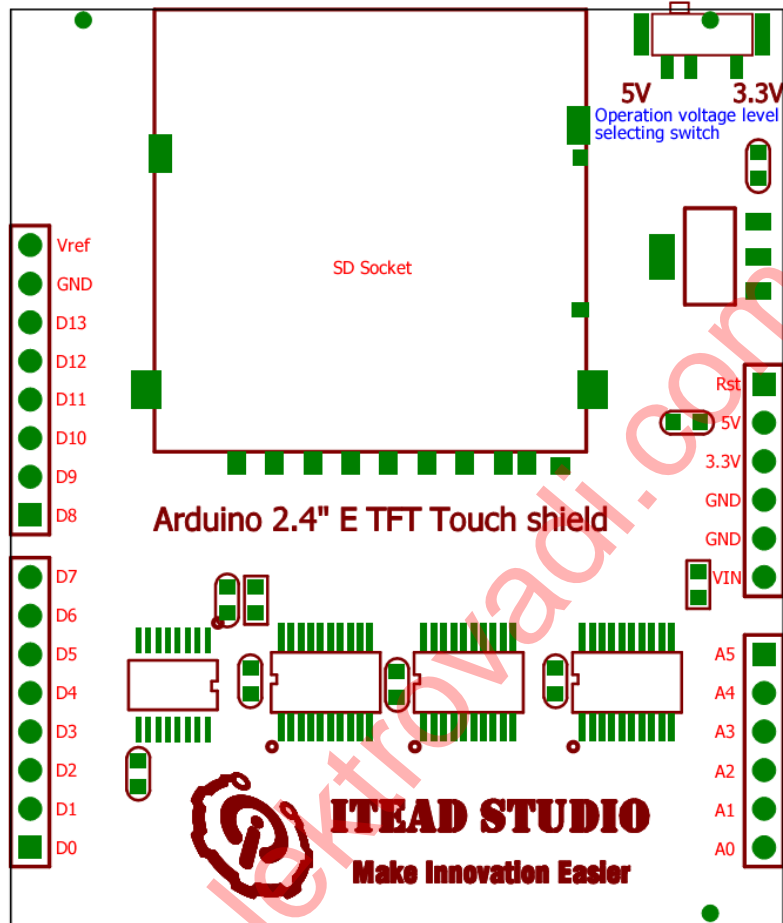 5V 3.3V
Operation voltage level
selecting switch
Vref
GND
D13
D12
D11
D10
D9
D8
SD Socket
Rst
5V
3.3V
GND
GND
VIN
Arduino 2.4" E TFT Touch shield
D7
D6
D5
D4
D3
D2
D1
D0
A5
A4
A3
A2
A1
A0
ITEAD STUDIO
Make Innovation Easier
lektrovadi.com